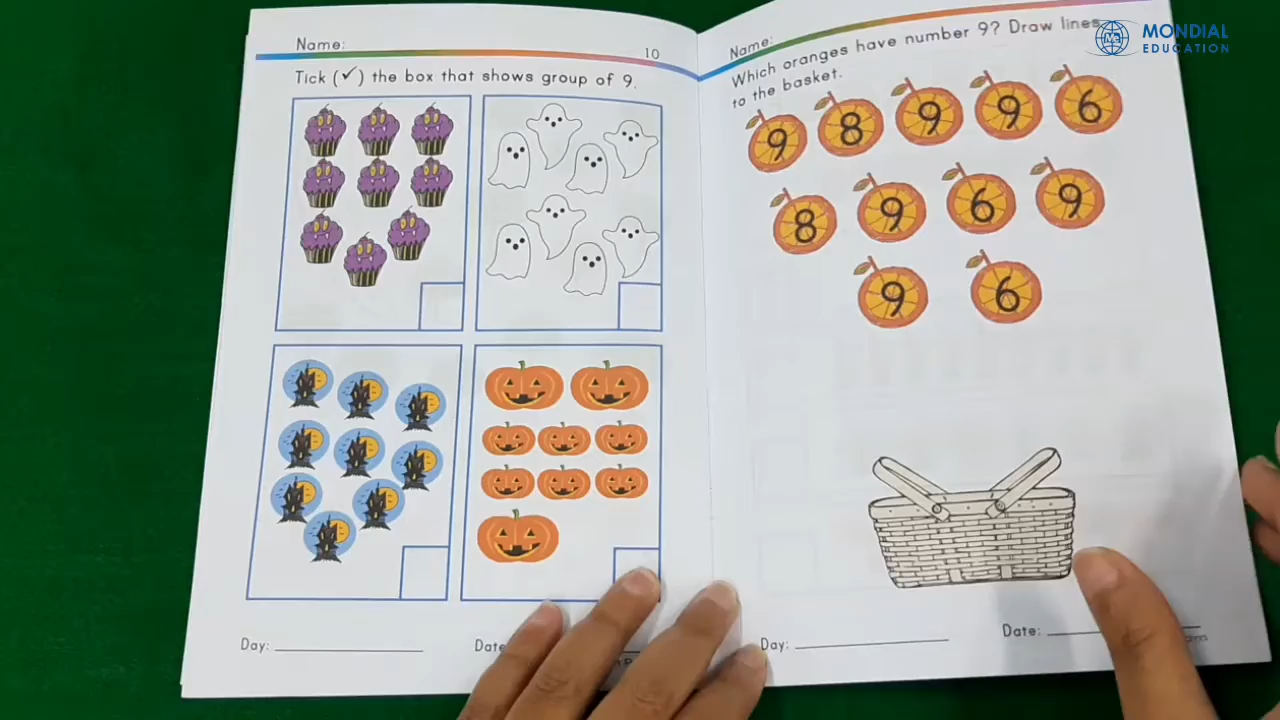 Name:
10
Tick (✓) the box that shows group of 9.
Day:
Date
Name:
Which oranges have number 9? Draw lines
to the basket.
9 8 9 9 6
8 9 6 9
9 6
Day:
Date:
MONDIAL
EDUCATION